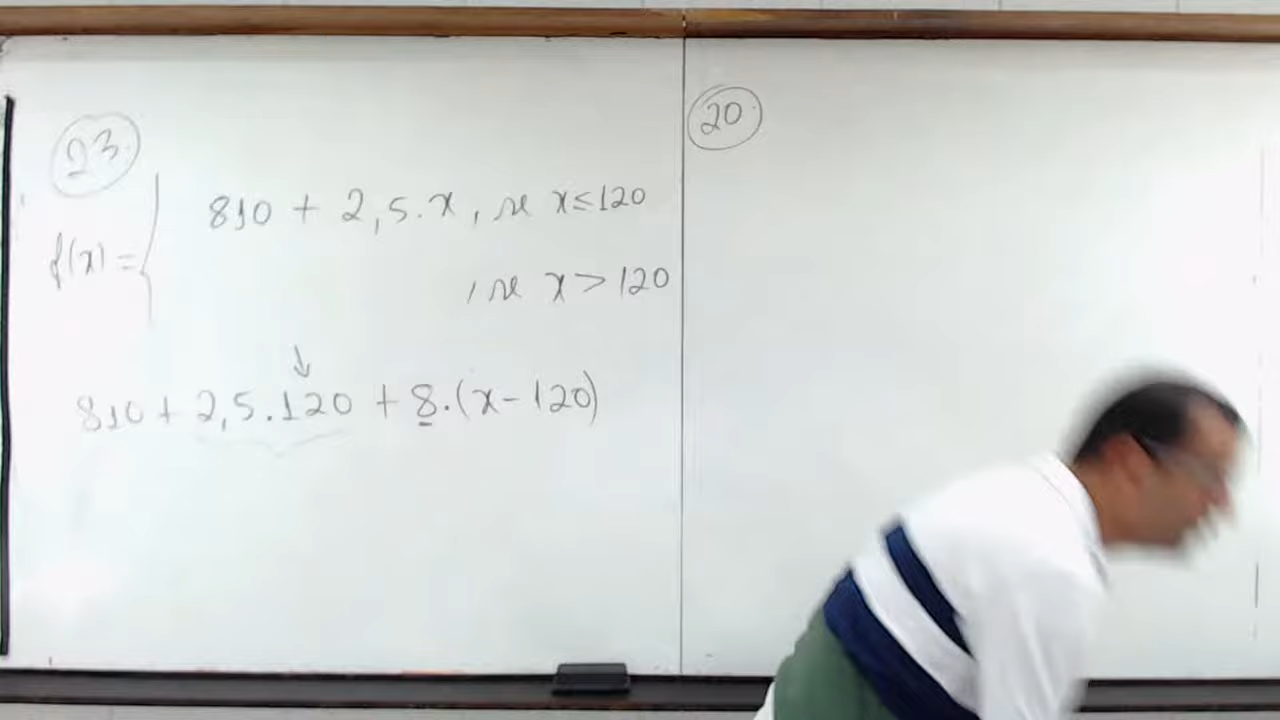 23
810 + 2,5.x , se x≤120
f(x) = {
, se x > 120
↓
810 + 2,5.120 + 8.(x - 120)
20